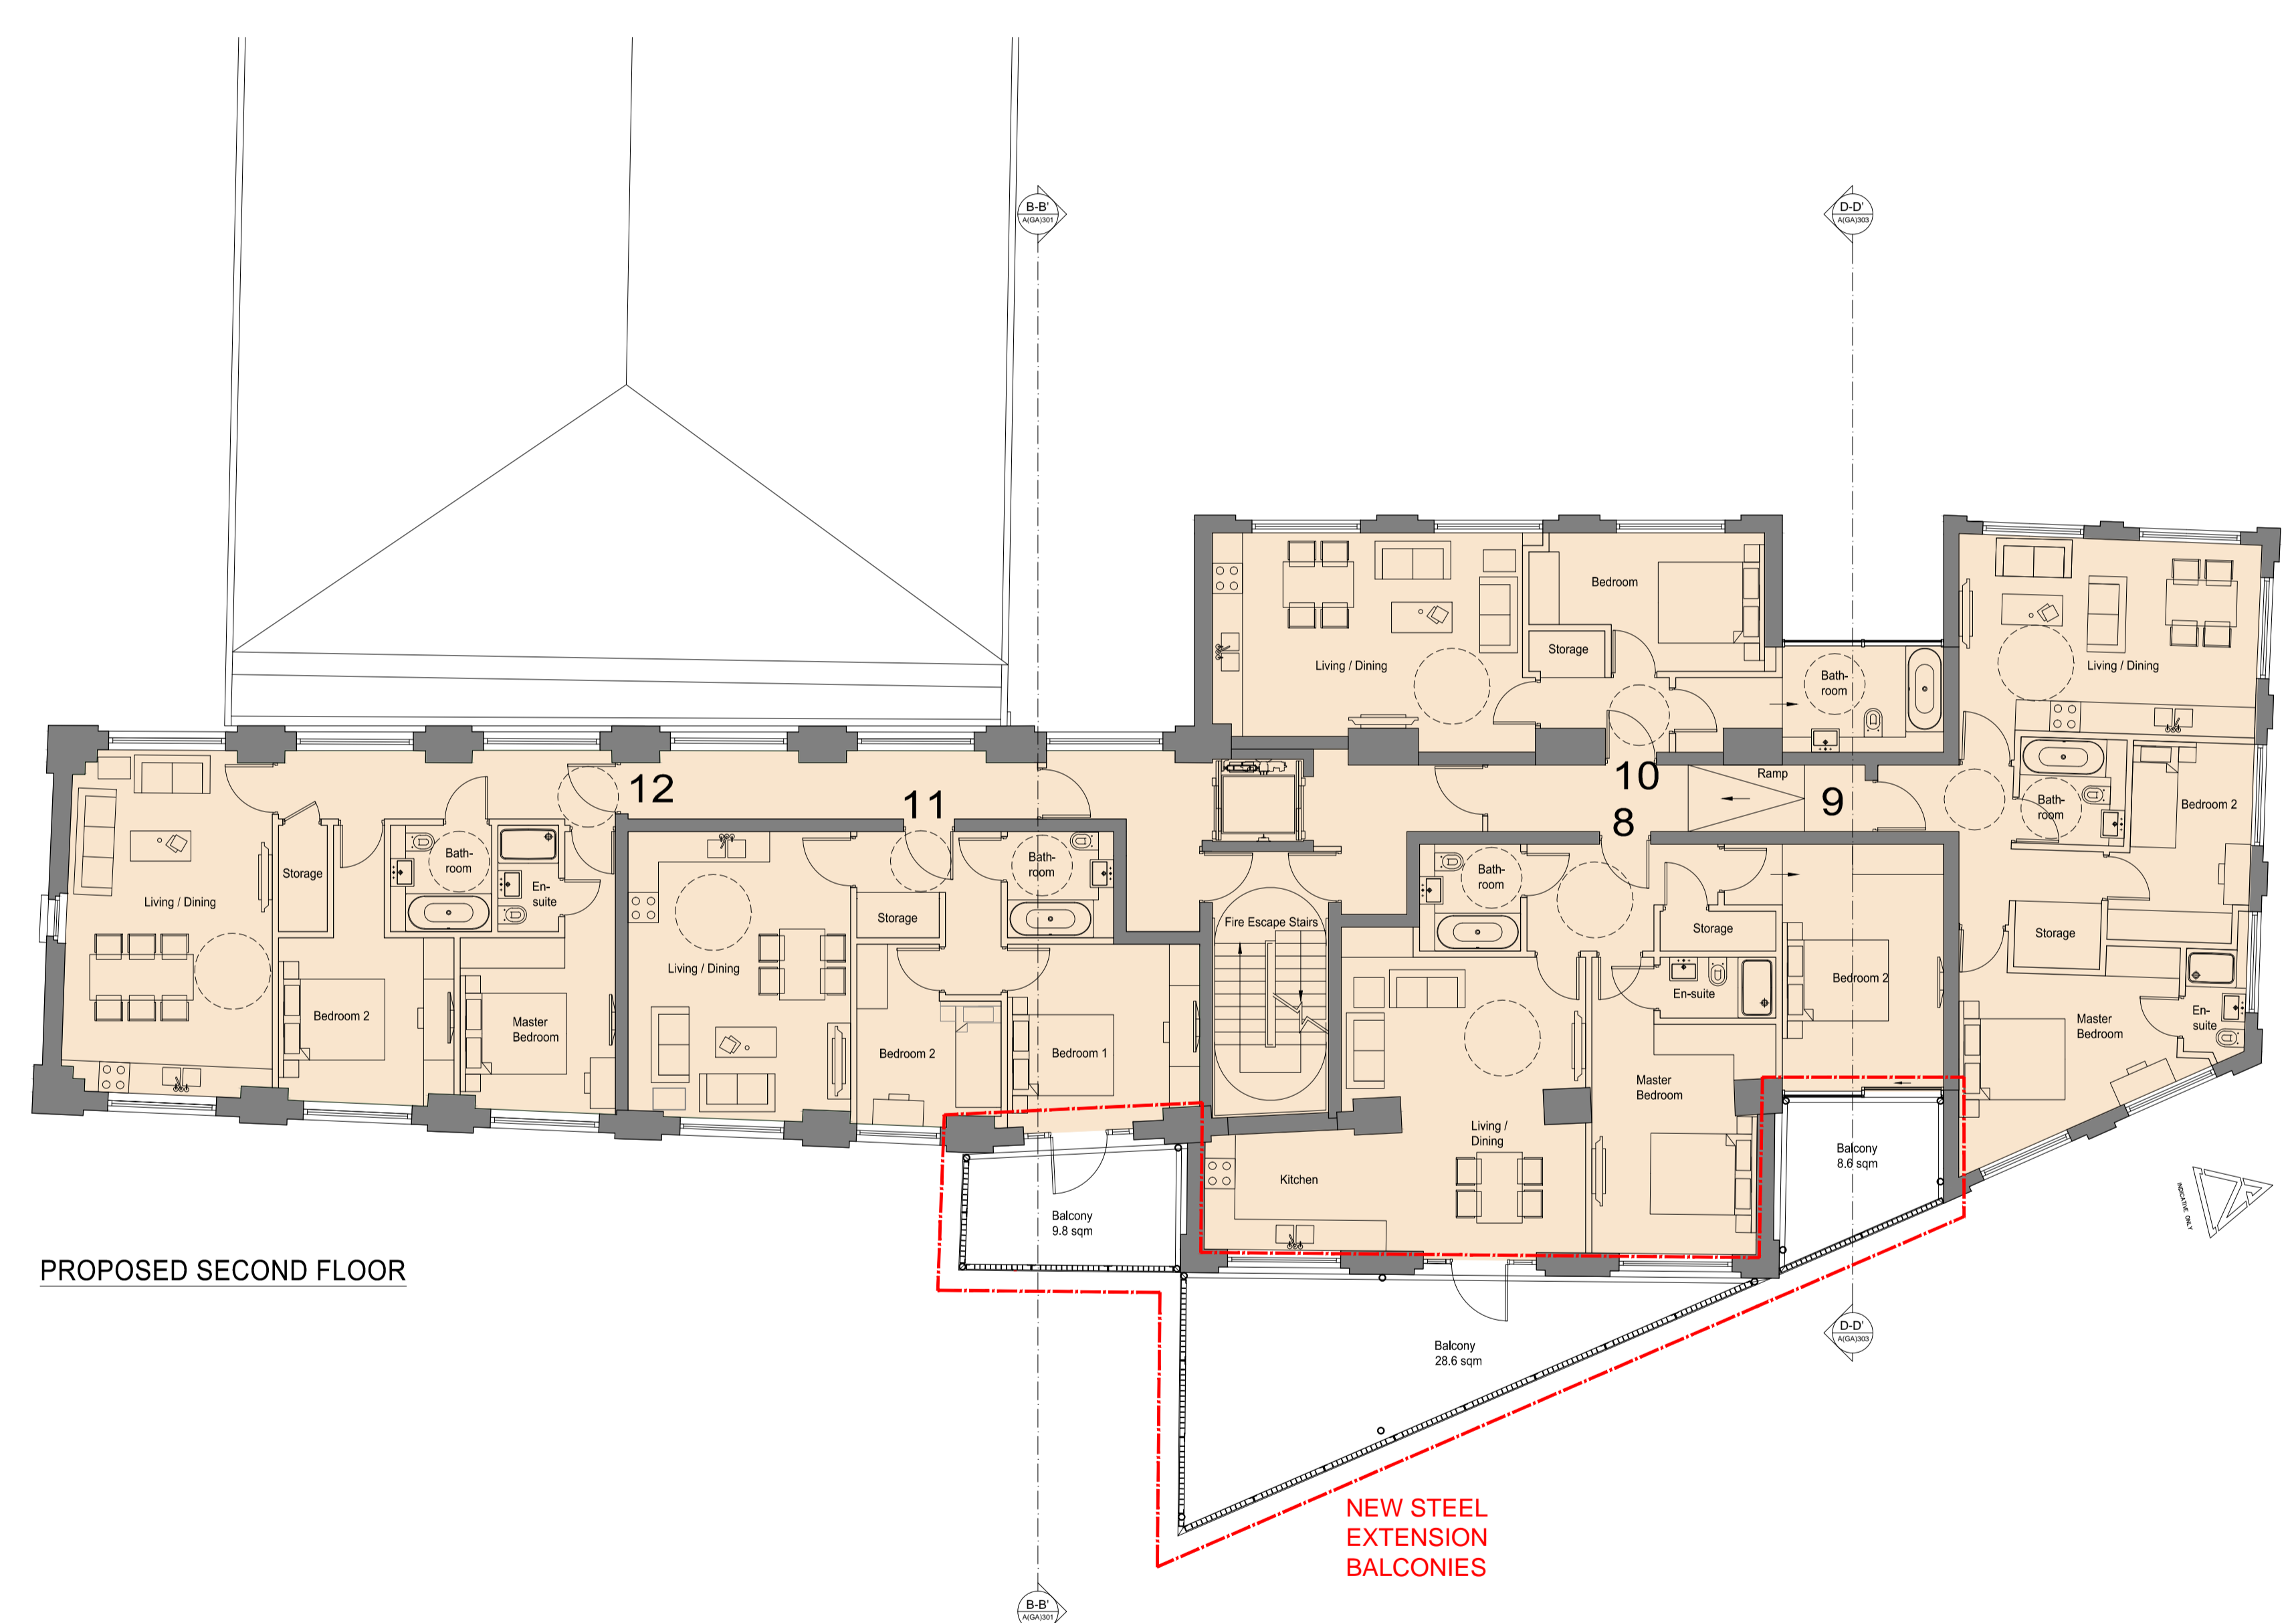 B-B'
A(GA)301
D-D'
A(GA)303
Bedroom
Storage
Living / Dining
Bath-
room
Living / Dining
12
11
10
8
Ramp
9
Bath-
room
Bedroom 2
Storage
Living / Dining
Bath-
room
En-
suite
Bedroom 2
Master
Bedroom
Living / Dining
Storage
Bath-
room
Bedroom 2
Bedroom 1
Fire Escape Stairs
Bath-
room
Storage
En-suite
Bedroom 2
Master
Bedroom
Living /
Dining
Kitchen
Storage
Master
Bedroom
En-
suite
Balcony
9.8 sqm
Balcony
8.6 sqm
Balcony
28.6 sqm
INDICATIVE ONLY
PROPOSED SECOND FLOOR
D-D'
A(GA)303
NEW STEEL
EXTENSION
BALCONIES
B-B'
A(GA)301